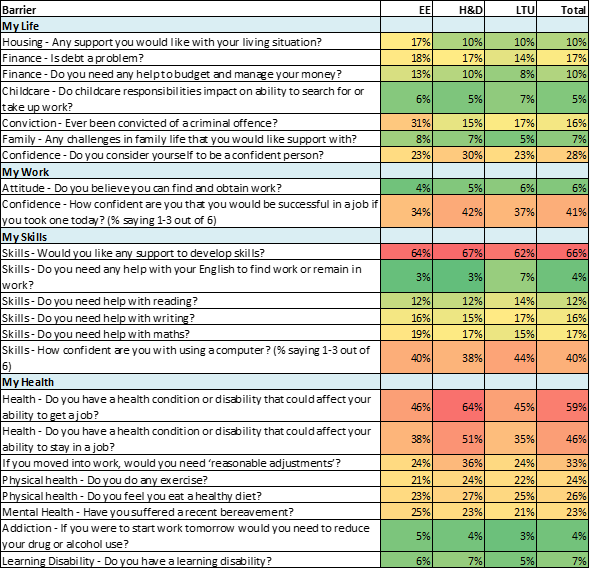 Barrier EE H&D LTU Total
My Life
Housing - Any support you would like with your living situation? 17% 10% 10% 10%
Finance - Is debt a problem? 18% 17% 14% 17%
Finance - Do you need any help to budget and manage your money? 13% 10% 8% 10%
Childcare - Do childcare responsibilities impact on ability to search for or
take up work? 6% 5% 7% 5%
Conviction - Ever been convicted of a criminal offence? 31% 15% 17% 16%
Family - Any challenges in family life that you would like support with? 8% 7% 5% 7%
Confidence - Do you consider yourself to be a confident person? 23% 30% 23% 28%
My Work
Attitude - Do you believe you can find and obtain work? 4% 5% 6% 6%
Confidence - How confident are you that you would be successful in a job if
you took one today? (% saying 1-3 out of 6) 34% 42% 37% 41%
My Skills
Skills - Would you like any support to develop skills? 64% 67% 62% 66%
Skills - Do you need any help with your English to find work or remain in
work? 3% 3% 7% 4%
Skills - Do you need help with reading? 12% 12% 14% 12%
Skills - Do you need help with writing? 16% 15% 17% 16%
Skills - Do you need help with maths? 19% 17% 15% 17%
Skills - How confident are you with using a computer? (% saying 1-3 out of
6) 40% 38% 44% 40%
My Health
Health - Do you have a health condition or disability that could affect your
ability to get a job? 46% 64% 45% 59%
Health - Do you have a health condition or disability that could affect your
ability to stay in a job? 38% 51% 35% 46%
If you moved into work, would you need ‘reasonable adjustments’? 24% 36% 24% 33%
Physical health - Do you do any exercise? 21% 24% 22% 24%
Physical health - Do you feel you eat a healthy diet? 23% 27% 25% 26%
Mental Health - Have you suffered a recent bereavement? 25% 23% 21% 23%
Addiction - If you were to start work tomorrow would you need to reduce
your drug or alcohol use? 5% 4% 3% 4%
Learning Disability - Do you have a learning disability? 6% 7% 5% 7%